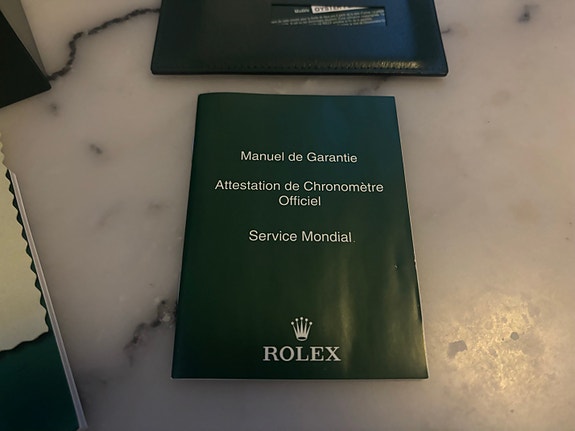 Manuel de Garantie
Attestation de Chronomètre
Officiel
Service Mondial
ROLEX